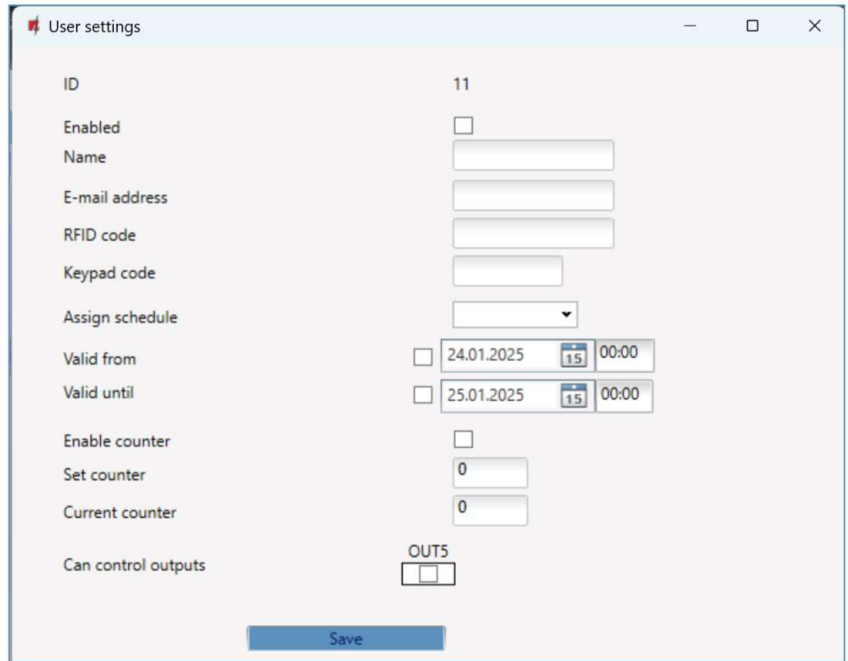 User settings
ID 11
Enabled
Name
E-mail address
RFID code
Keypad code
Assign schedule
Valid from 24.01.2025 15 00:00
Valid until 25.01.2025 15 00:00
Enable counter
Set counter 0
Current counter 0
OUT5
Can control outputs
Save